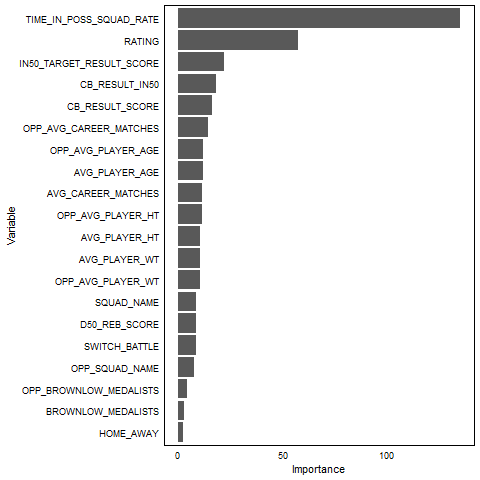 TIME_IN_POSS_SQUAD_RATE
RATING
IN50_TARGET_RESULT_SCORE
CB_RESULT_IN50
CB_RESULT_SCORE
OPP_AVG_CAREER_MATCHES
OPP_AVG_PLAYER_AGE
AVG_PLAYER_AGE
AVG_CAREER_MATCHES
OPP_AVG_PLAYER_HT
AVG_PLAYER_HT
AVG_PLAYER_WT
OPP_AVG_PLAYER_WT
SQUAD_NAME
D50_REB_SCORE
SWITCH_BATTLE
OPP_SQUAD_NAME
OPP_BROWNLOW_MEDALISTS
BROWNLOW_MEDALISTS
HOME_AWAY
Variable
0 50 100
Importance